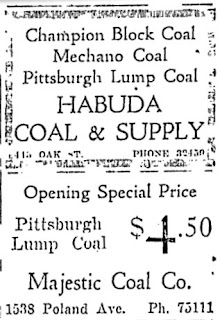 Champion Block Coal
Mechano Coal
Pittsburgh Lump Coal
HABUDA
COAL & SUPPLY
OAK ST. PHONE 32450
Opening Special Price
Pittsburgh
Lump Coal
$4.50
Majestic Coal Co.
1538 Poland Ave. Ph. 75111